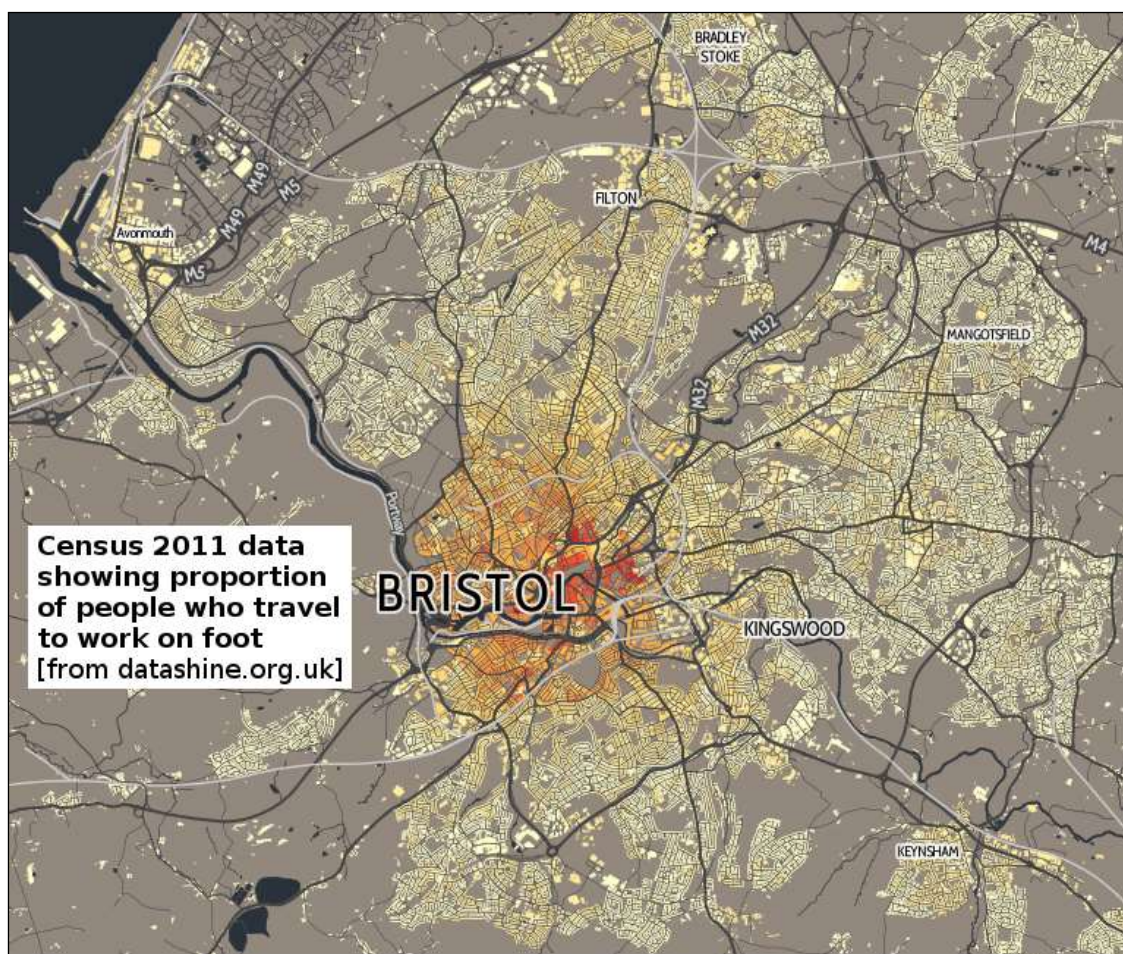 BRADLEY
STOKE
M49
M5
FILTON
M49
Avonmouth
M5
M4
M32
MANGOTSFIELD
M32
Portway
Census 2011 data
showing proportion
of people who travel
to work on foot
[from datashine.org.uk]
BRISTOL
KINGSWOOD
KEYNSHAM